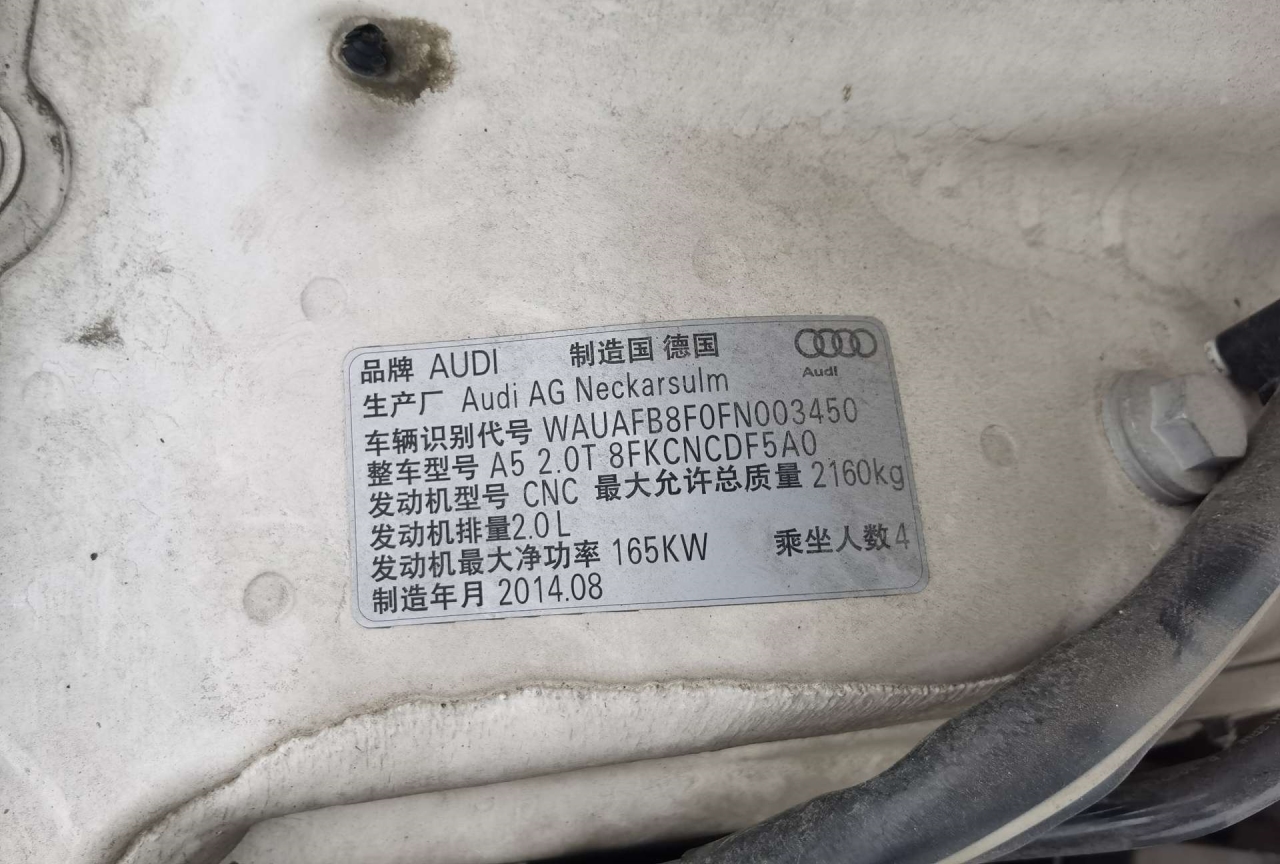 品牌 AUDI 制造国 德国
Audi
生产厂 Audi AG Neckarsulm
车辆识别代号 WAUAFB8F0FN003450
整车型号 A5 2.0T 8FKCNCDF5A0
发动机型号 CNC 最大允许总质量 2160kg
发动机排量2.0L
发动机最大净功率 165KW 乘坐人数4
制造年月 2014.08